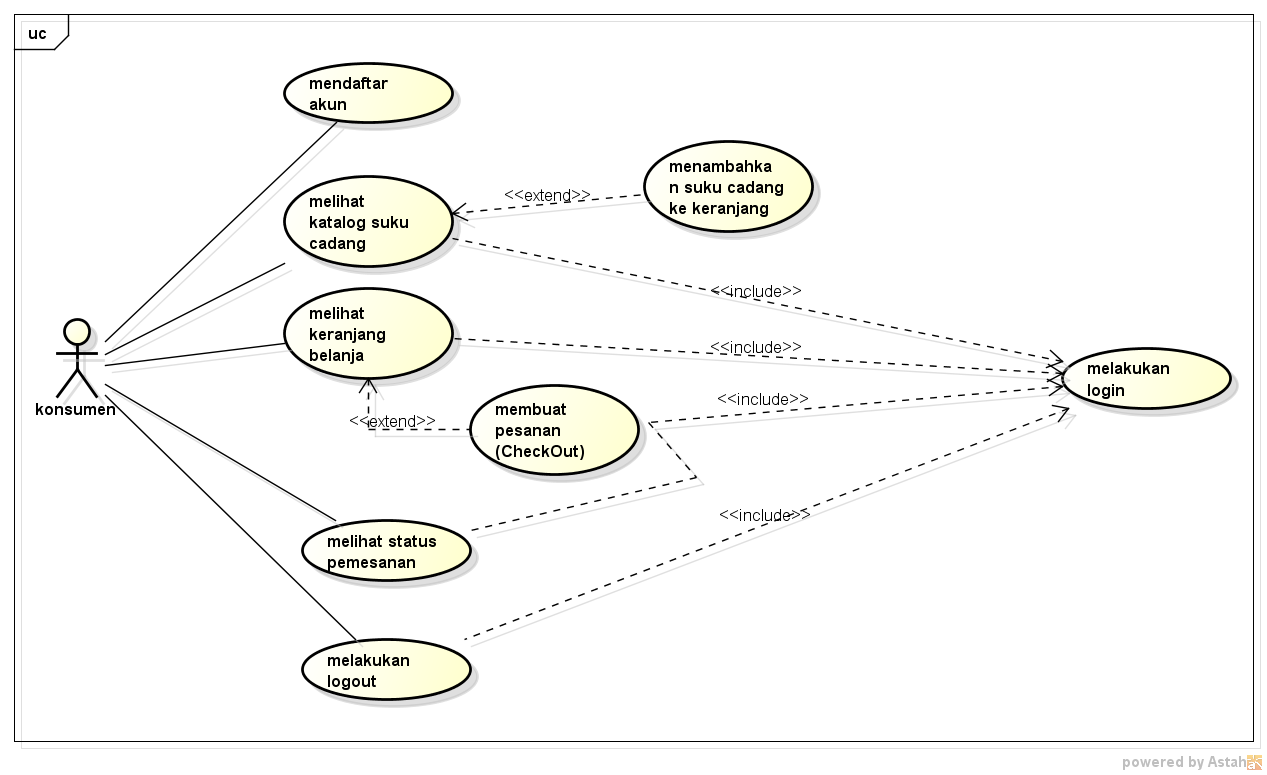 uc
mendaftar
akun
melihat
katalog suku
cadang
<<extend>>
menambahka
n suku cadang
ke keranjang
<<include>>
melihat
keranjang
belanja
<<include>>
konsumen
melakukan
login
<<extend>>
membuat
pesanan
(CheckOut)
<<include>>
melihat status
pemesanan
<<include>>
melakukan
logout
powered by Astah